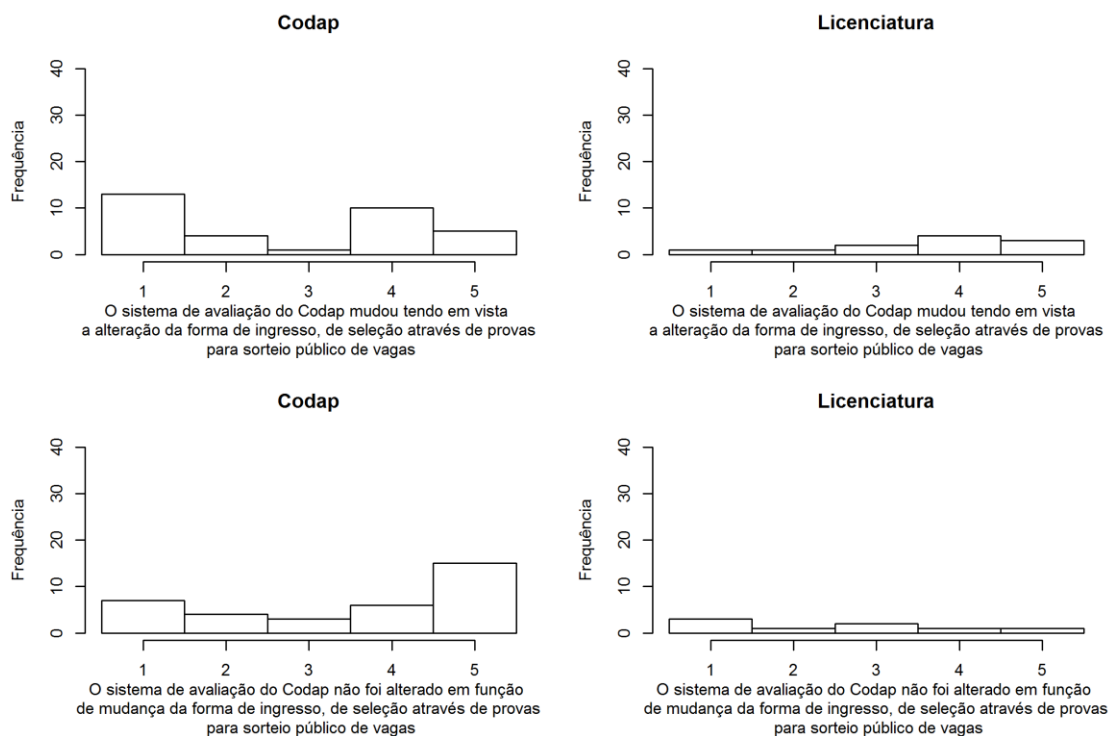 Codap
Frequência
40
30
20
10
0
1 2 3 4 5
O sistema de avaliação do Codap mudou tendo em vista
a alteração da forma de ingresso, de seleção através de provas
para sorteio público de vagas
Licenciatura
Frequência
40
30
20
10
0
1 2 3 4 5
O sistema de avaliação do Codap mudou tendo em vista
a alteração da forma de ingresso, de seleção através de provas
para sorteio público de vagas
Codap
Frequência
40
30
20
10
0
1 2 3 4 5
O sistema de avaliação do Codap não foi alterado em função
de mudança da forma de ingresso, de seleção através de provas
para sorteio público de vagas
Licenciatura
Frequência
40
30
20
10
0
1 2 3 4 5
O sistema de avaliação do Codap não foi alterado em função
de mudança da forma de ingresso, de seleção através de provas
para sorteio público de vagas